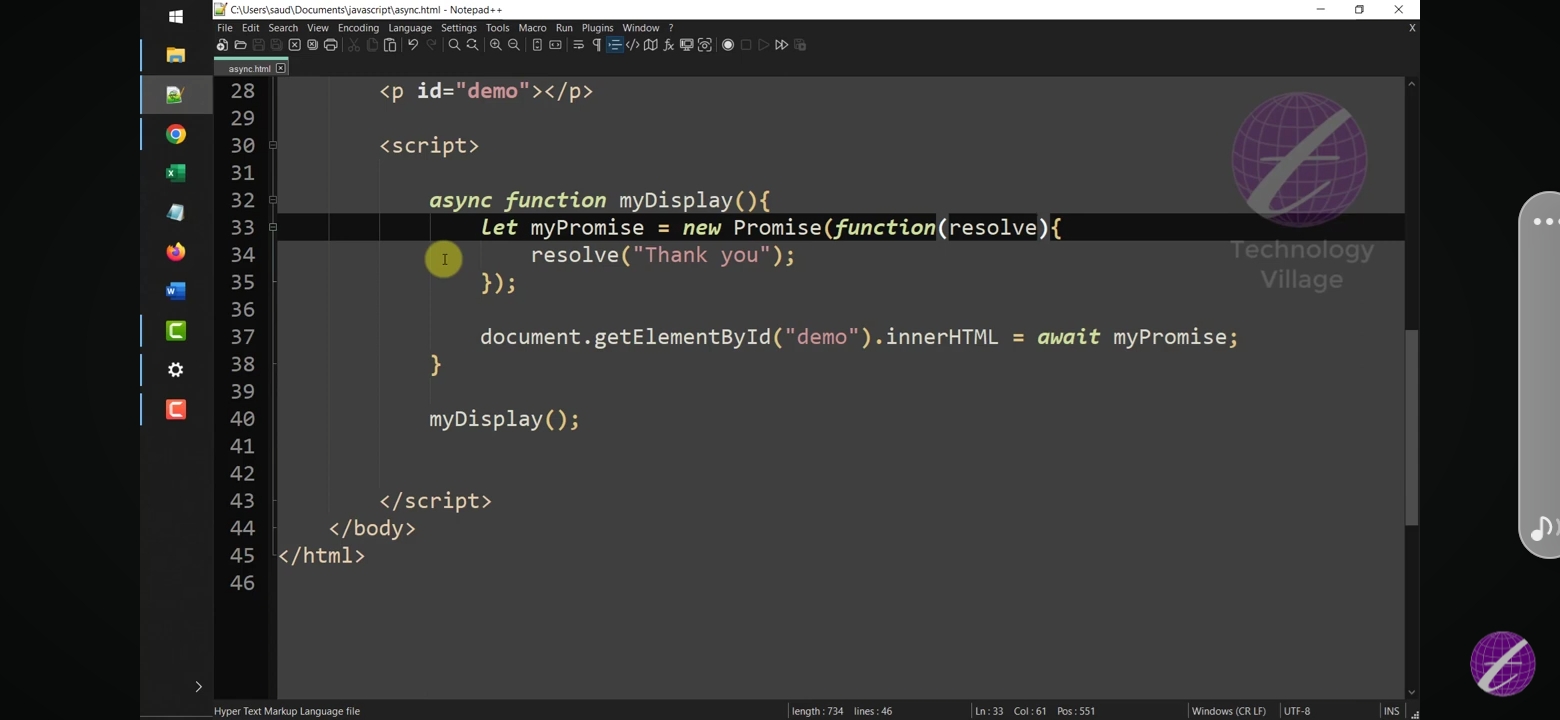 C:\Users\saud\Documents\javascript\async.html - Notepad++
File Edit Search View Encoding Language Settings Tools Macro Run Plugins Window ? X
async.html
28 <p id="demo"></p>
29
30 <script>
31
32 async function myDisplay(){
33 let myPromise = new Promise(function(resolve){
34 resolve("Thank you");
35 });
36
37 document.getElementById("demo").innerHTML = await myPromise;
38 }
39
40 myDisplay();
41
42
43 </script>
44 </body>
45 </html>
46
Technology
Village
Hyper Text Markup Language file length : 734 lines : 46 Ln : 33 Col : 61 Pos : 551 Windows (CR LF) UTF-8 INS